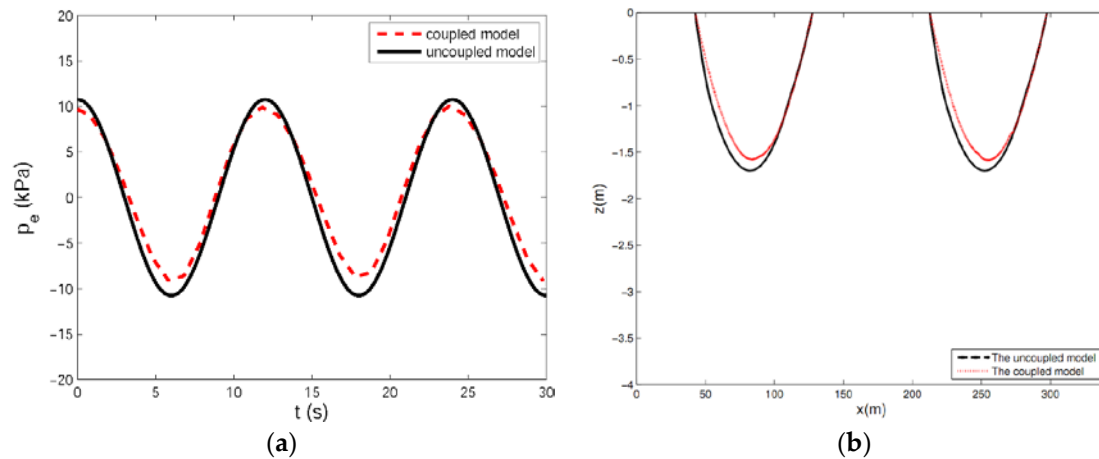 20
15
10
5
0
−5
−10
−15
−20
p_e (kPa)
coupled model
uncoupled model
0 5 10 15 20 25 30
t (s)
(a)
0
−0.5
−1
−1.5
−2
−2.5
−3
−3.5
−4
z(m)
The uncoupled model
The coupled model
0 50 100 150 200 250 300
x(m)
(b)